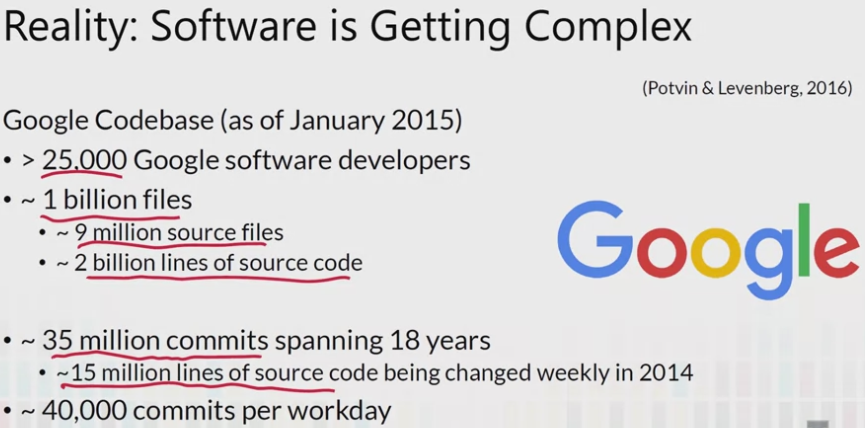 Reality: Software is Getting Complex
(Potvin & Levenberg, 2016)
Google Codebase (as of January 2015)
• > 25,000 Google software developers
• ~ 1 billion files
• ~ 9 million source files
• ~ 2 billion lines of source code
Google
• ~ 35 million commits spanning 18 years
• ~15 million lines of source code being changed weekly in 2014
• ~ 40,000 commits per workday